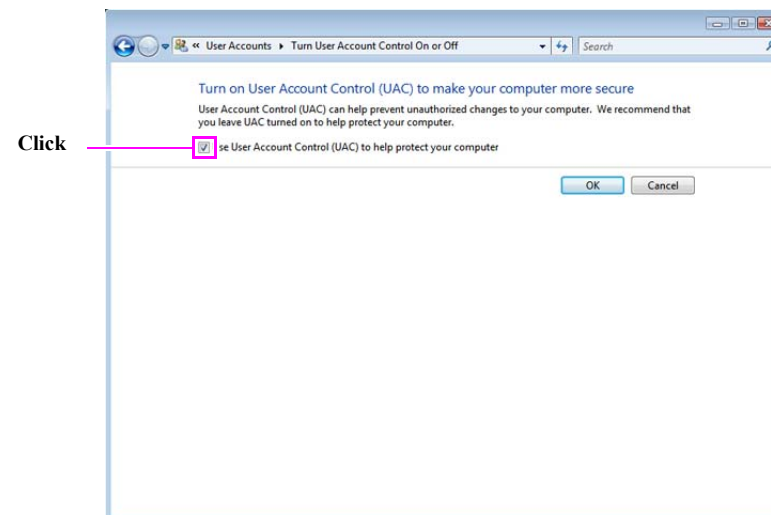 « User Accounts ▸ Turn User Account Control On or Off
Search
Turn on User Account Control (UAC) to make your computer more secure
User Account Control (UAC) can help prevent unauthorized changes to your computer. We recommend that
you leave UAC turned on to help protect your computer.
Click
se User Account Control (UAC) to help protect your computer
OK
Cancel